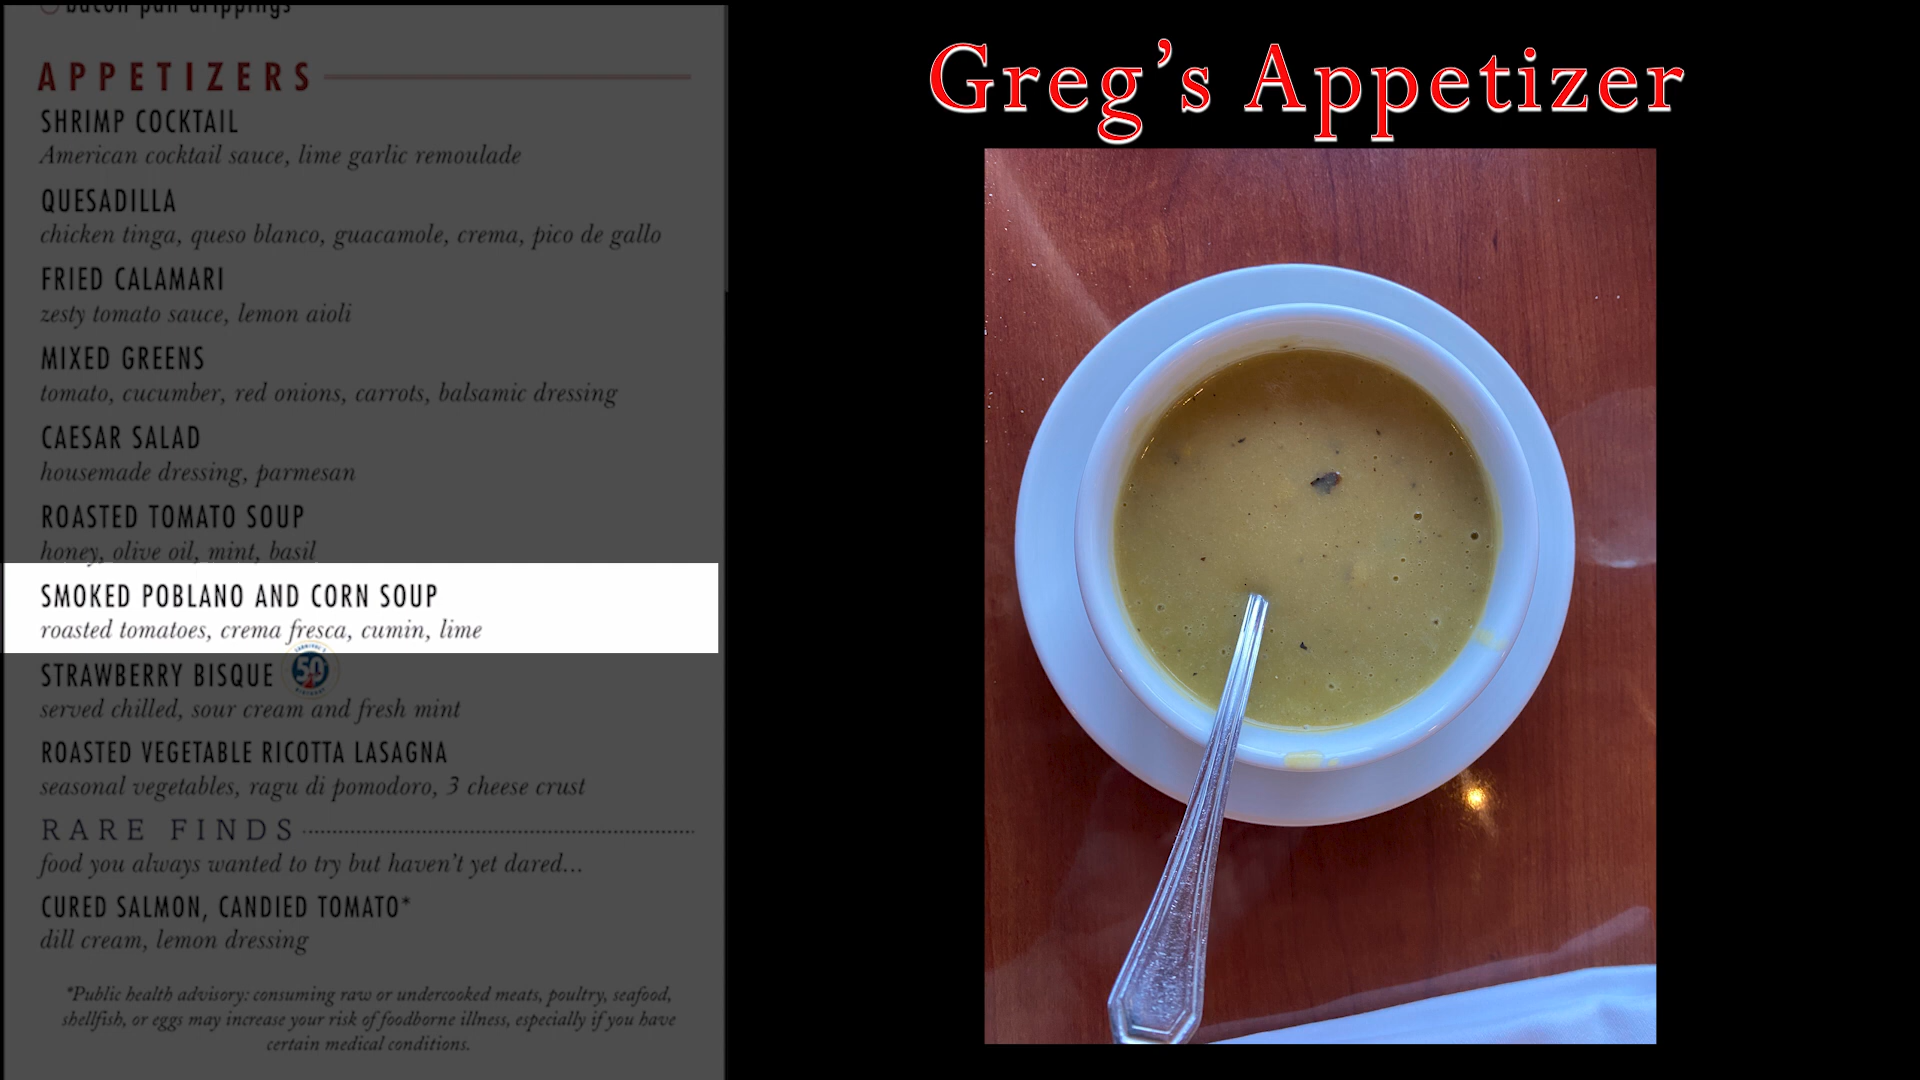 bacon pan drippings
APPETIZERS
SHRIMP COCKTAIL
American cocktail sauce, lime garlic remoulade
QUESADILLA
chicken tinga, queso blanco, guacamole, crema, pico de gallo
FRIED CALAMARI
zesty tomato sauce, lemon aioli
MIXED GREENS
tomato, cucumber, red onions, carrots, balsamic dressing
CAESAR SALAD
housemade dressing, parmesan
ROASTED TOMATO SOUP
honey, olive oil, mint, basil
SMOKED POBLANO AND CORN SOUP
roasted tomatoes, crema fresca, cumin, lime
STRAWBERRY BISQUE
50
served chilled, sour cream and fresh mint
ROASTED VEGETABLE RICOTTA LASAGNA
seasonal vegetables, ragu di pomodoro, 3 cheese crust
RARE FINDS
food you always wanted to try but haven't yet dared...
CURED SALMON, CANDIED TOMATO*
dill cream, lemon dressing
*Public health advisory: consuming raw or undercooked meats, poultry, seafood,
shellfish, or eggs may increase your risk of foodborne illness, especially if you have
certain medical conditions.
Greg's Appetizer